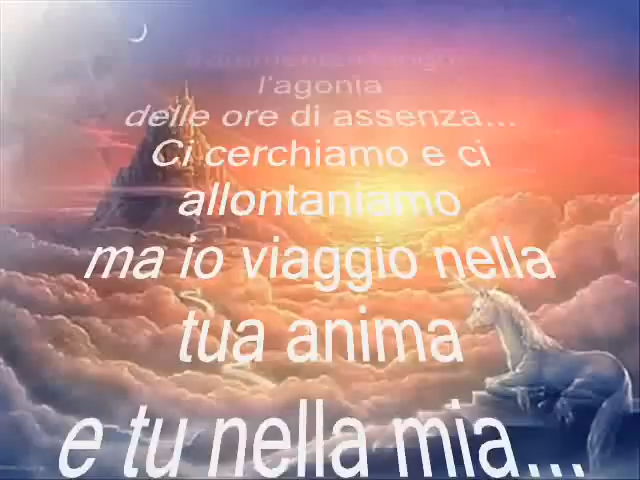 l'agonia
delle ore di assenza...
Ci cerchiamo e ci
allontaniamo
ma io viaggio nella
tua anima
e tu nella mia...